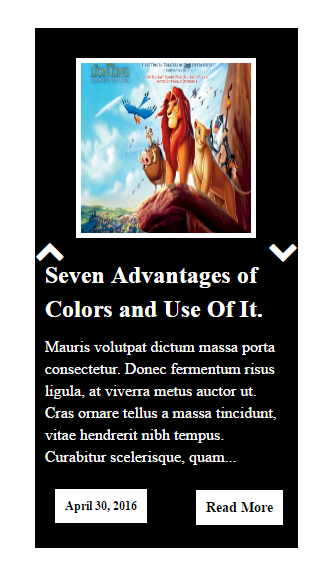 Seven Advantages of
Colors and Use Of It.
Mauris volutpat dictum massa porta
consectetur. Donec fermentum risus
ligula, at viverra metus auctor ut.
Cras ornare tellus a massa tincidunt,
vitae hendrerit nibh tempus.
Curabitur scelerisque, quam...
April 30, 2016
Read More